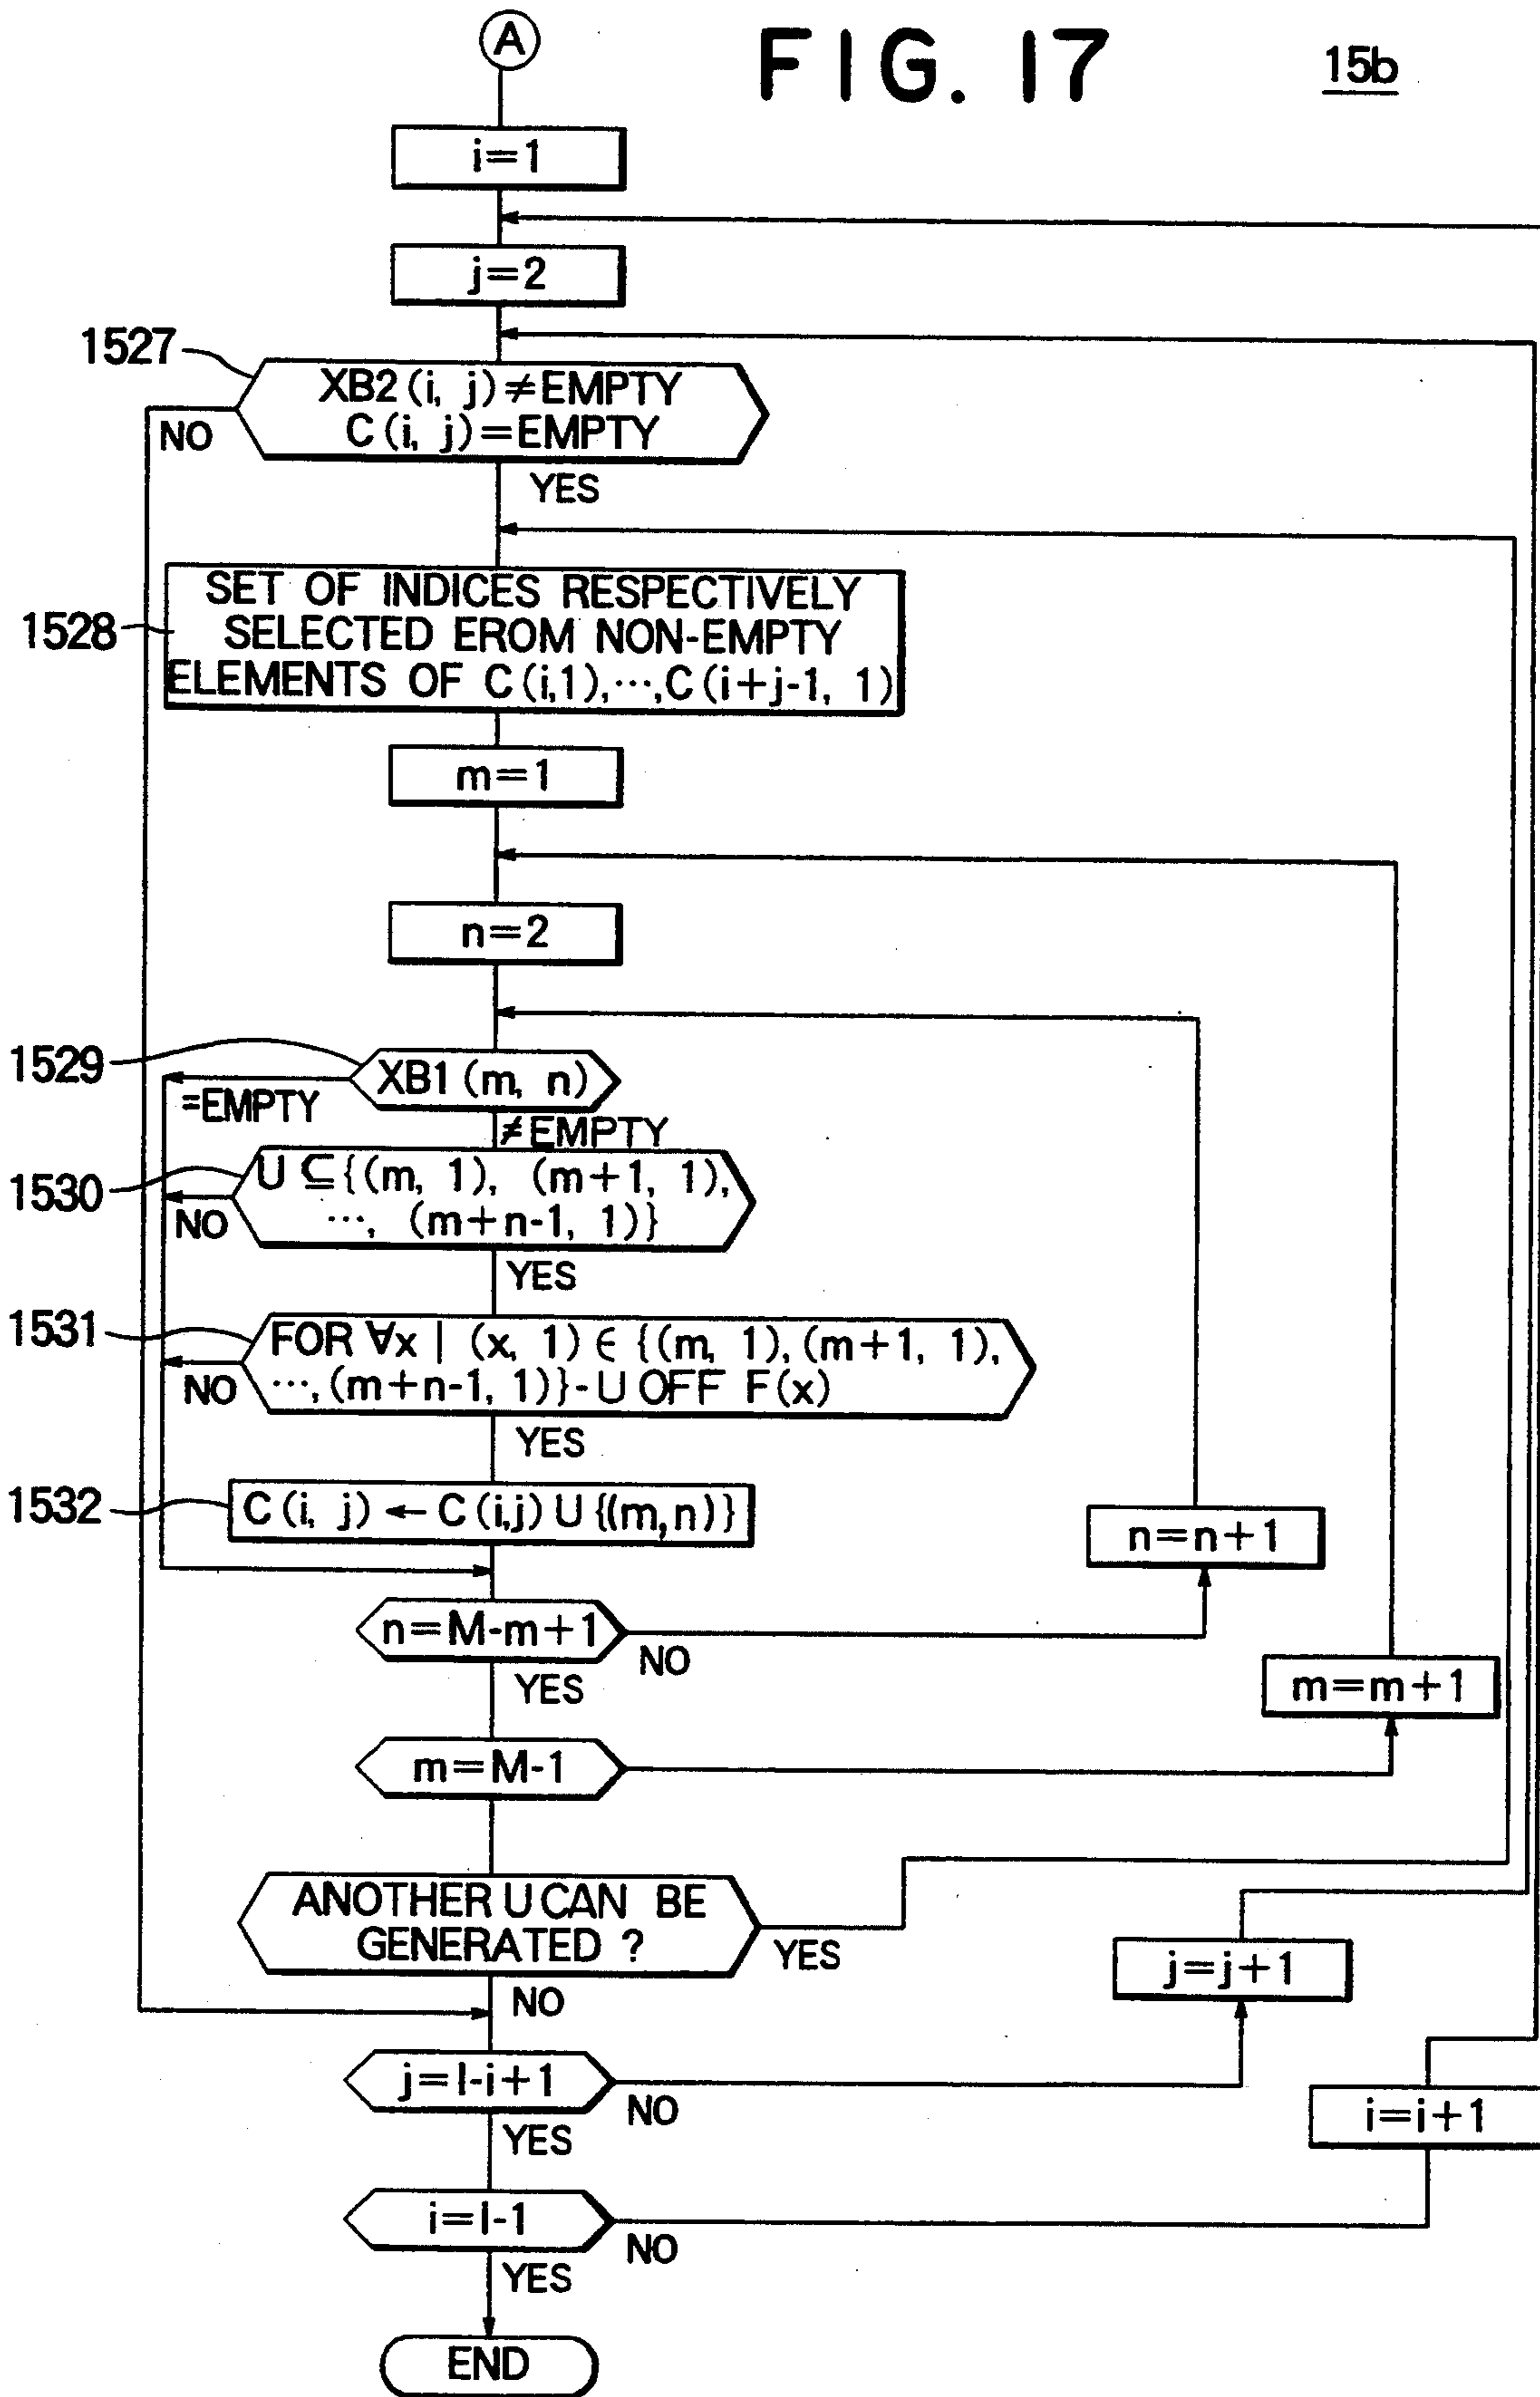 A
FIG. 17
15b
i=1
j=2
1527
XB2(i, j)≠EMPTY
C(i, j)=EMPTY
NO
YES
1528
SET OF INDICES RESPECTIVELY
SELECTED EROM NON-EMPTY
ELEMENTS OF C(i,1),⋯,C(i+j-1, 1)
m=1
n=2
1529
XB1(m, n)
=EMPTY
≠EMPTY
1530
U⊆{(m, 1), (m+1, 1),
⋯, (m+n-1, 1)}
NO
YES
1531
FOR ∀x | (x, 1) ∈ {(m, 1),(m+1, 1),
⋯,(m+n-1, 1)}-U OFF F(x)
NO
YES
1532
C(i, j) ← C(i,j) U {(m,n)}
n=n+1
n=M-m+1
NO
YES
m=m+1
m=M-1
ANOTHER U CAN BE
GENERATED ?
YES
NO
j=j+1
j=I-i+1
NO
YES
i=i+1
i=I-1
NO
YES
END